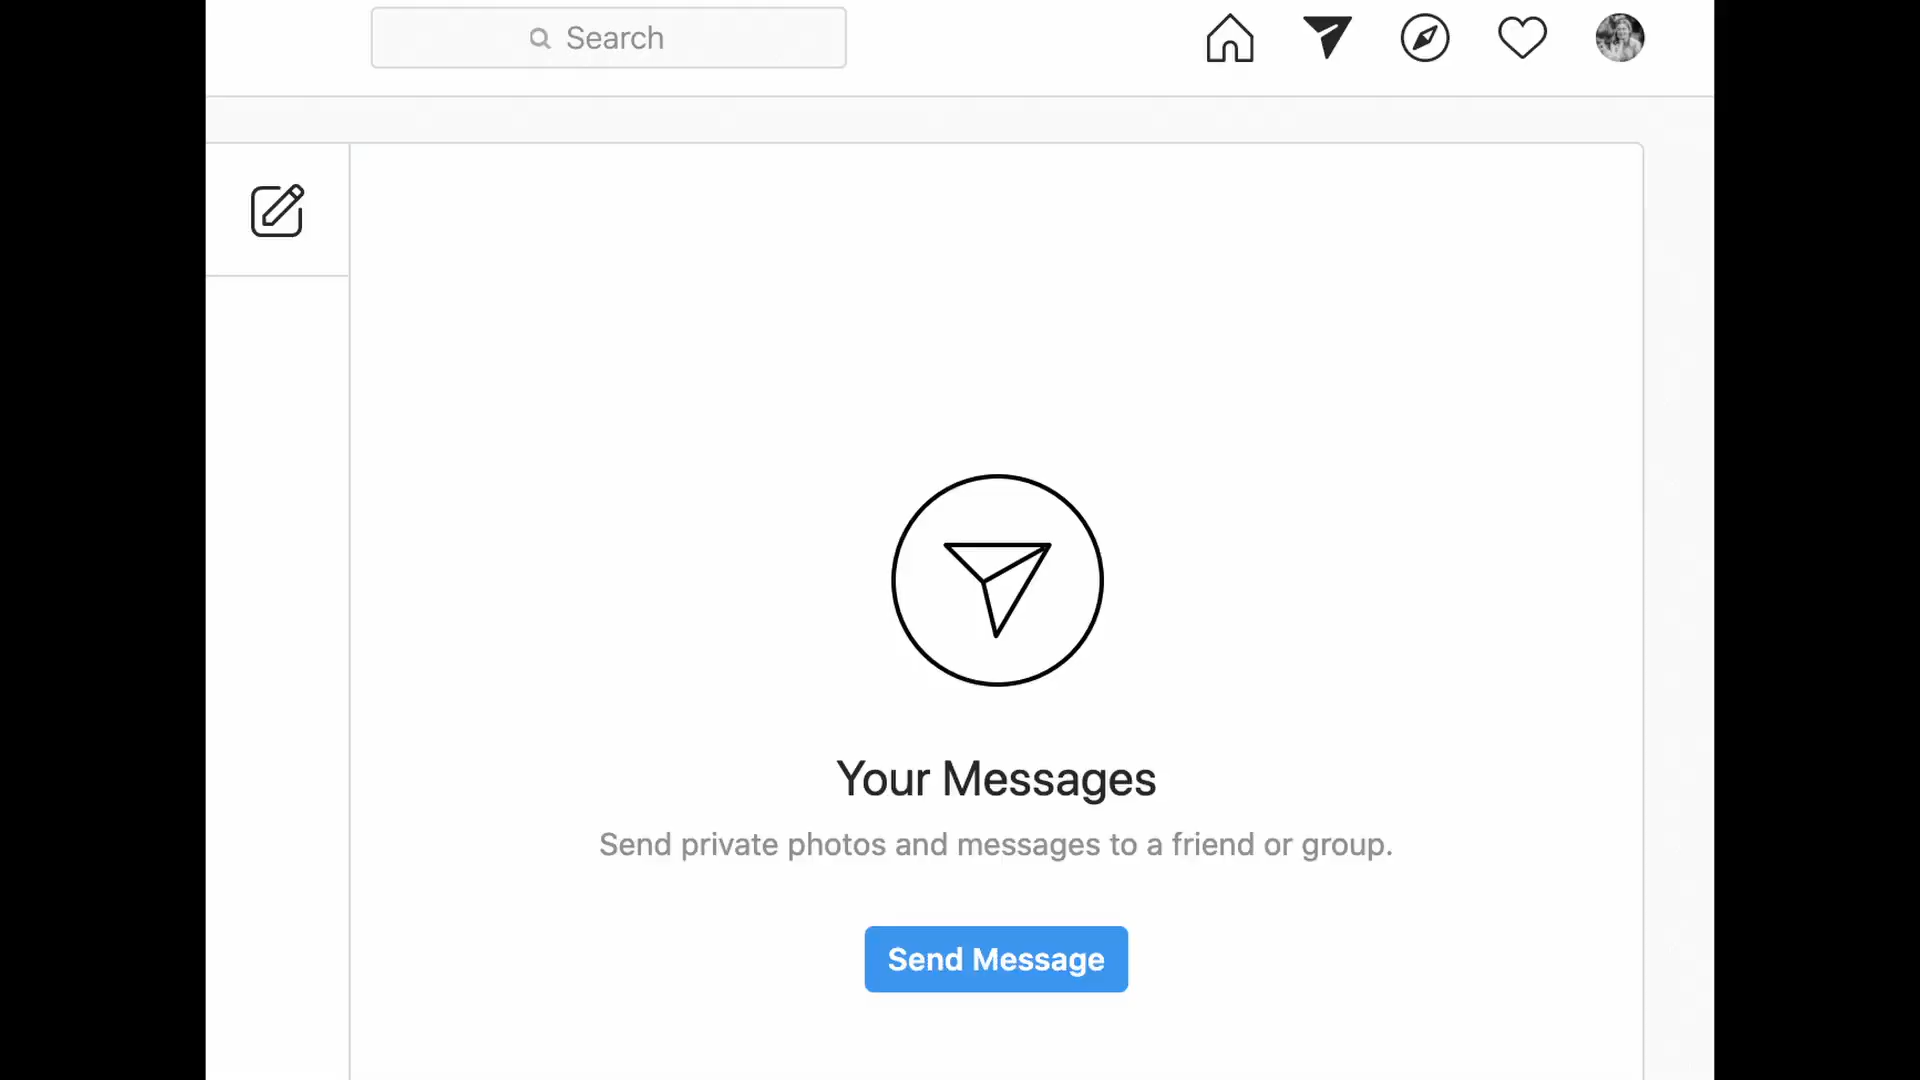 Search
Your Messages
Send private photos and messages to a friend or group.
Send Message